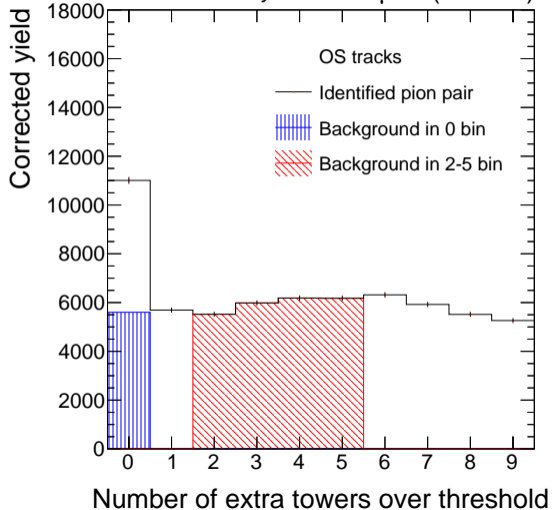 18000
16000
14000
12000
10000
8000
6000
4000
2000
0
Corrected yield
OS tracks
Identified pion pair
Background in 0 bin
Background in 2-5 bin
0 1 2 3 4 5 6 7 8 9
Number of extra towers over threshold